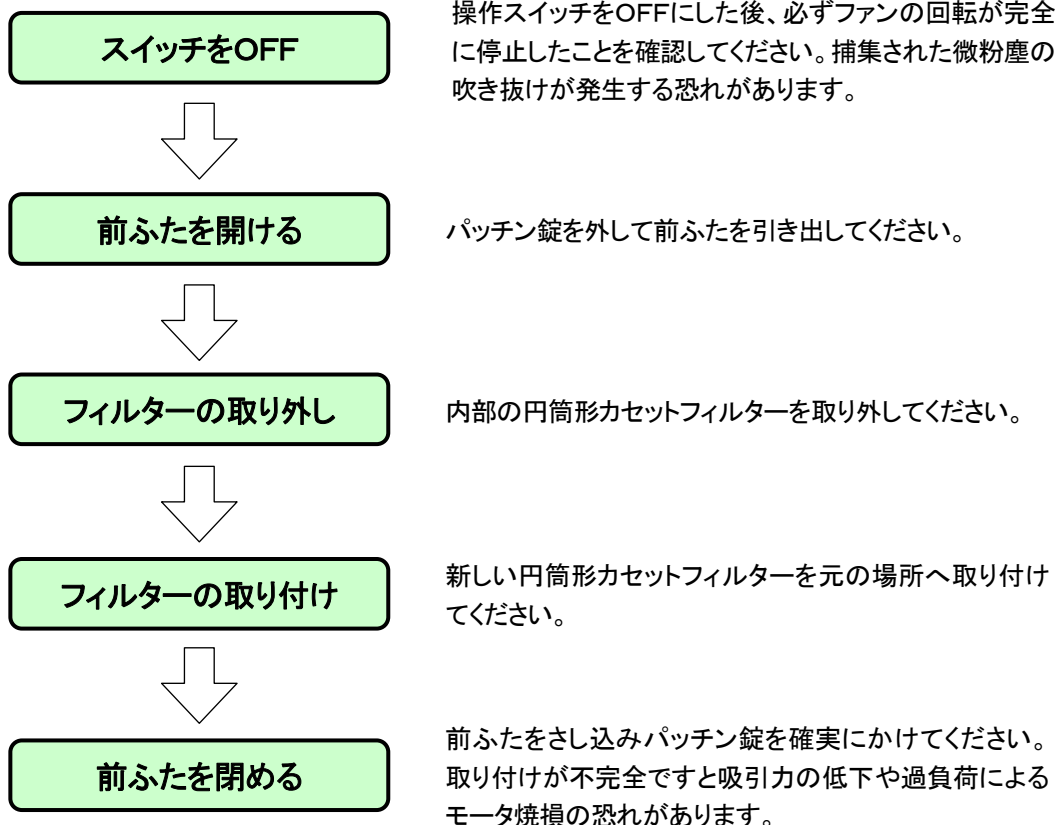 スイッチをOFF
操作スイッチをOFFにした後、必ずファンの回転が完全
に停止したことを確認してください。捕集された微粉塵の
吹き抜けが発生する恐れがあります。
前ふたを開ける
パッチン錠を外して前ふたを引き出してください。
フィルターの取り外し
内部の円筒形カセットフィルターを取り外してください。
フィルターの取り付け
新しい円筒形カセットフィルターを元の場所へ取り付け
てください。
前ふたを閉める
前ふたをさし込みパッチン錠を確実にかけてください。
取り付けが不完全ですと吸引力の低下や過負荷による
モータ焼損の恐れがあります。